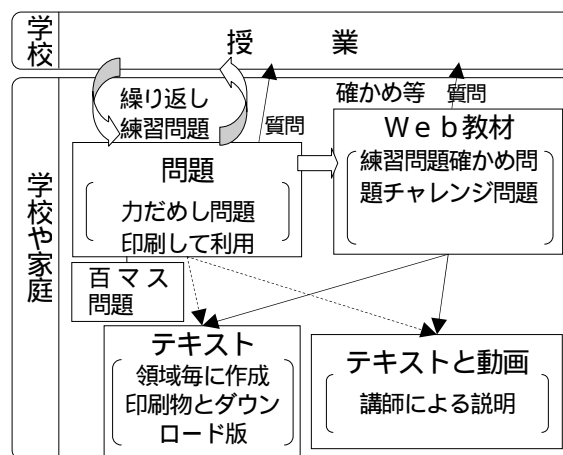 学校
授業
繰り返し
練習問題
質問
確かめ等
質問
学校や家庭
問題
力だめし問題
印刷して利用
Ｗｅｂ教材
練習問題確かめ問
題チャレンジ問題
百マス
問題
テキスト
領域毎に作成
印刷物とダウン
ロード版
テキストと動画
講師による説明